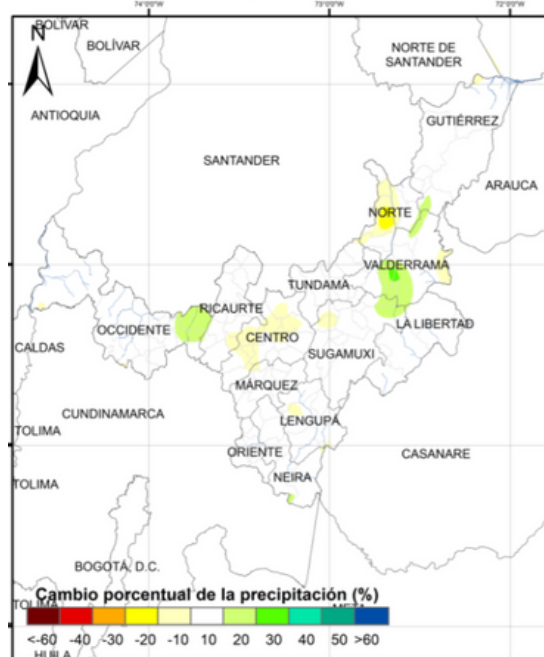 74°0'0"W 73°0'0"W 72°0'0"W
BOLÍVAR
N
BOLÍVAR
NORTE DE
SANTANDER
ANTIOQUIA
GUTIÉRREZ
SANTANDER
ARAUCA
NORTE
VALDERRAMA
TUNDAMA
RICAURTE
OCCIDENTE
LA LIBERTAD
CENTRO
CALDAS
SUGAMUXI
MÁRQUEZ
CUNDINAMARCA
LENGUPÁ
TOLIMA
ORIENTE
CASANARE
NEIRA
TOLIMA
BOGOTÁ, D.C.
Cambio porcentual de la precipitación (%)
TOLIMA
META
<-60 -40 -30 -20 -10 10 20 30 40 50 >60
HUILA